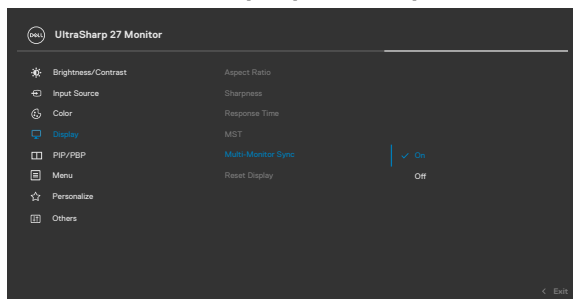 DELL UltraSharp 27 Monitor
Brightness/Contrast Aspect Ratio
Input Source Sharpness
Color Response Time
Display MST
PIP/PBP Multi-Monitor Sync On
Menu Reset Display Off
Personalize
Others
Exit